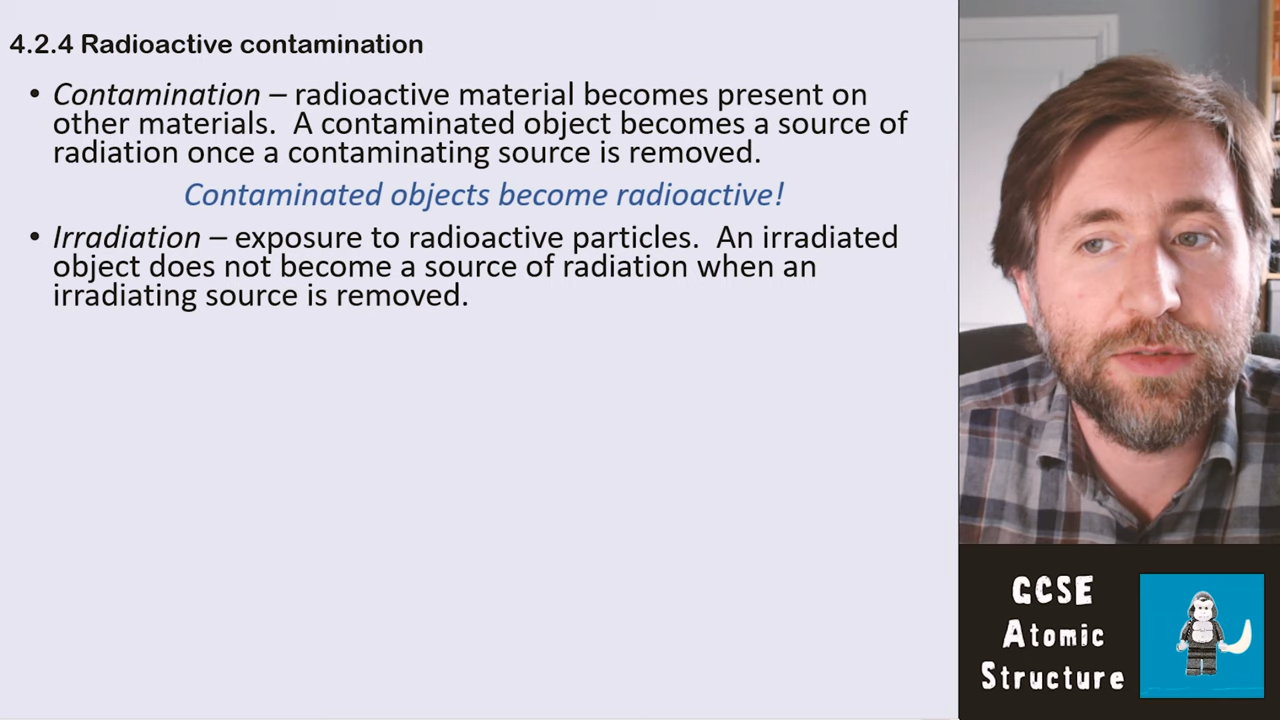 4.2.4 Radioactive contamination
• Contamination – radioactive material becomes present on
other materials.  A contaminated object becomes a source of
radiation once a contaminating source is removed.
Contaminated objects become radioactive!
• Irradiation – exposure to radioactive particles.  An irradiated
object does not become a source of radiation when an
irradiating source is removed.
GCSE
Atomic
Structure